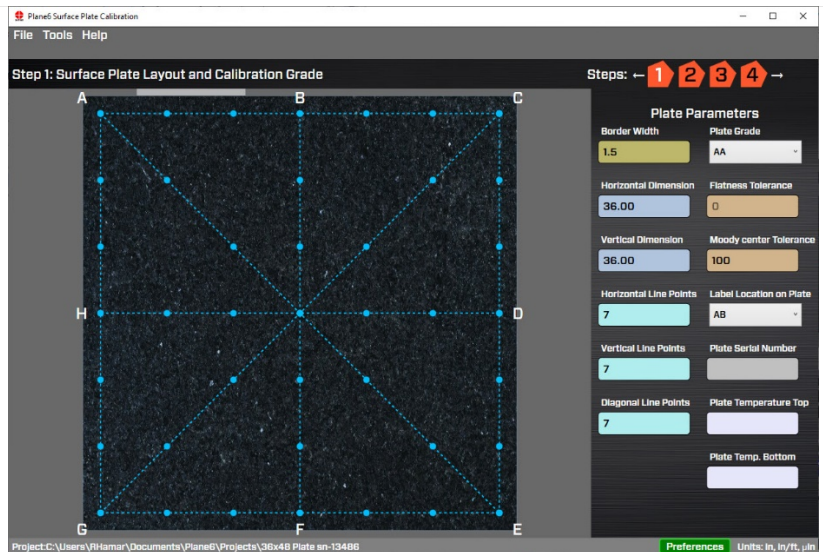 Plane6 Surface Plate Calibration
File Tools Help
Step 1: Surface Plate Layout and Calibration Grade
Steps: ← 1 2 3 4 →
A B C
H D
G F E
Plate Parameters
Border Width Plate Grade
1.5 AA
Horizontal Dimension Flatness Tolerance
36.00 0
Vertical Dimension Moody center Tolerance
36.00 100
Horizontal Line Points Label Location on Plate
7 AB
Vertical Line Points Plate Serial Number
7
Diagonal Line Points Plate Temperature Top
7
Plate Temp. Bottom
Project:C:\Users\RHamar\Documents\Plane6\Projects\36x48 Plate sn-13486 Preferences Units: In, In/ft, µIn